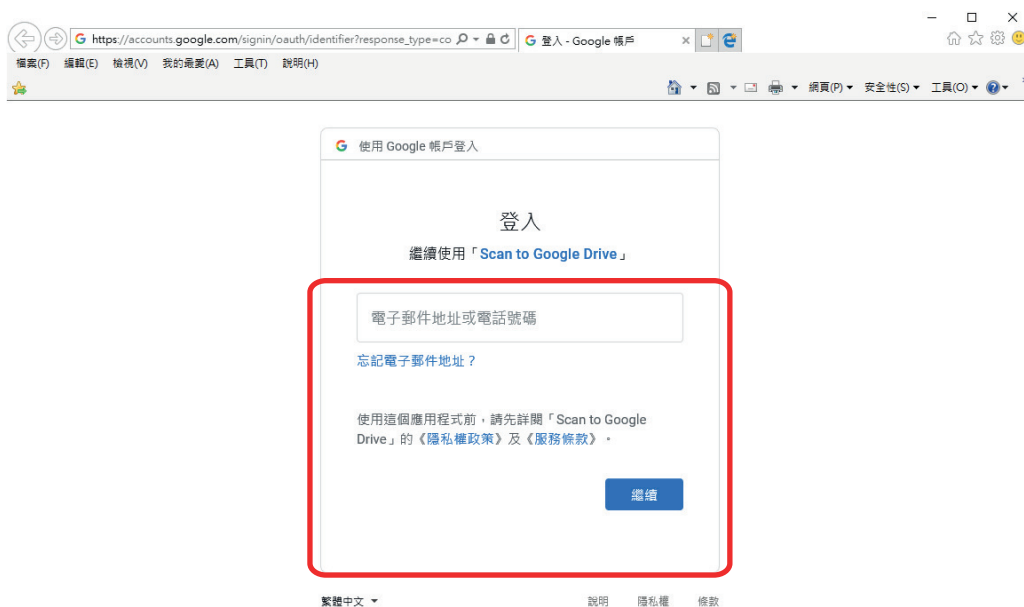 https://accounts.google.com/signin/oauth/identifier?response_type=co
登入 - Google 帳戶
檔案(F) 編輯(E) 檢視(V) 我的最愛(A) 工具(T) 說明(H)
網頁(P) 安全性(S) 工具(O)
使用 Google 帳戶登入
登入
繼續使用「Scan to Google Drive」
電子郵件地址或電話號碼
忘記電子郵件地址？
使用這個應用程式前，請先詳閱「Scan to Google
Drive」的《隱私權政策》及《服務條款》。
繼續
繁體中文 說明 隱私權 條款